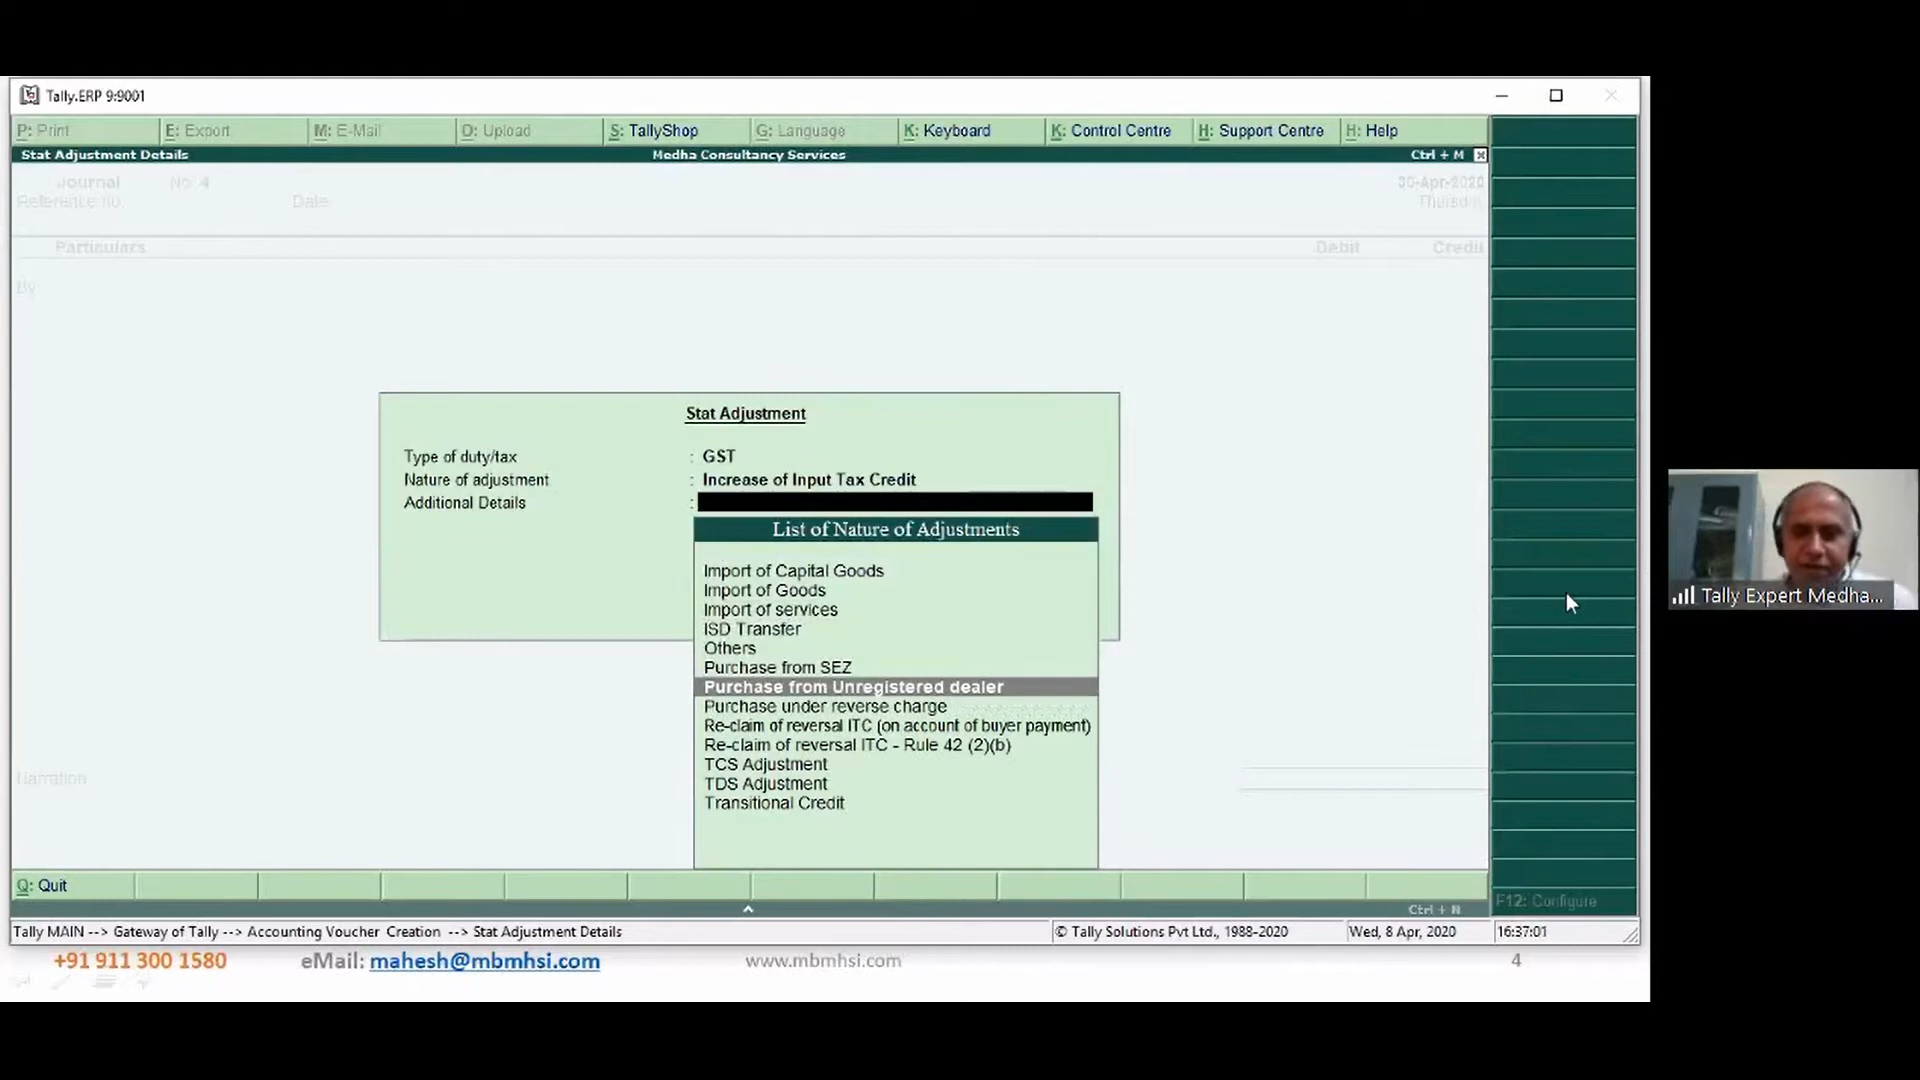 Tally.ERP 9:9001
P: Print E: Export M: E-Mail O: Upload S: TallyShop G: Language K: Keyboard K: Control Centre H: Support Centre H: Help
Stat Adjustment Details Medha Consultancy Services Ctrl + M
Journal No. 4 30-Apr-2020
Reference no. Date Thursday
Particulars Debit Credit
By
Stat Adjustment
Type of duty/tax : GST
Nature of adjustment : Increase of Input Tax Credit
Additional Details :
List of Nature of Adjustments
Import of Capital Goods
Import of Goods
Import of services
ISD Transfer
Others
Purchase from SEZ
Purchase from Unregistered dealer
Purchase under reverse charge
Re-claim of reversal ITC (on account of buyer payment)
Re-claim of reversal ITC - Rule 42 (2)(b)
TCS Adjustment
TDS Adjustment
Transitional Credit
Narration
Q: Quit
F12: Configure
Ctrl + N
Tally MAIN --> Gateway of Tally --> Accounting Voucher Creation --> Stat Adjustment Details © Tally Solutions Pvt Ltd., 1988-2020 Wed, 8 Apr, 2020 16:37:01
+91 911 300 1580 eMail: mahesh@mbmhsi.com www.mbmhsi.com 4
Tally Expert Medha...